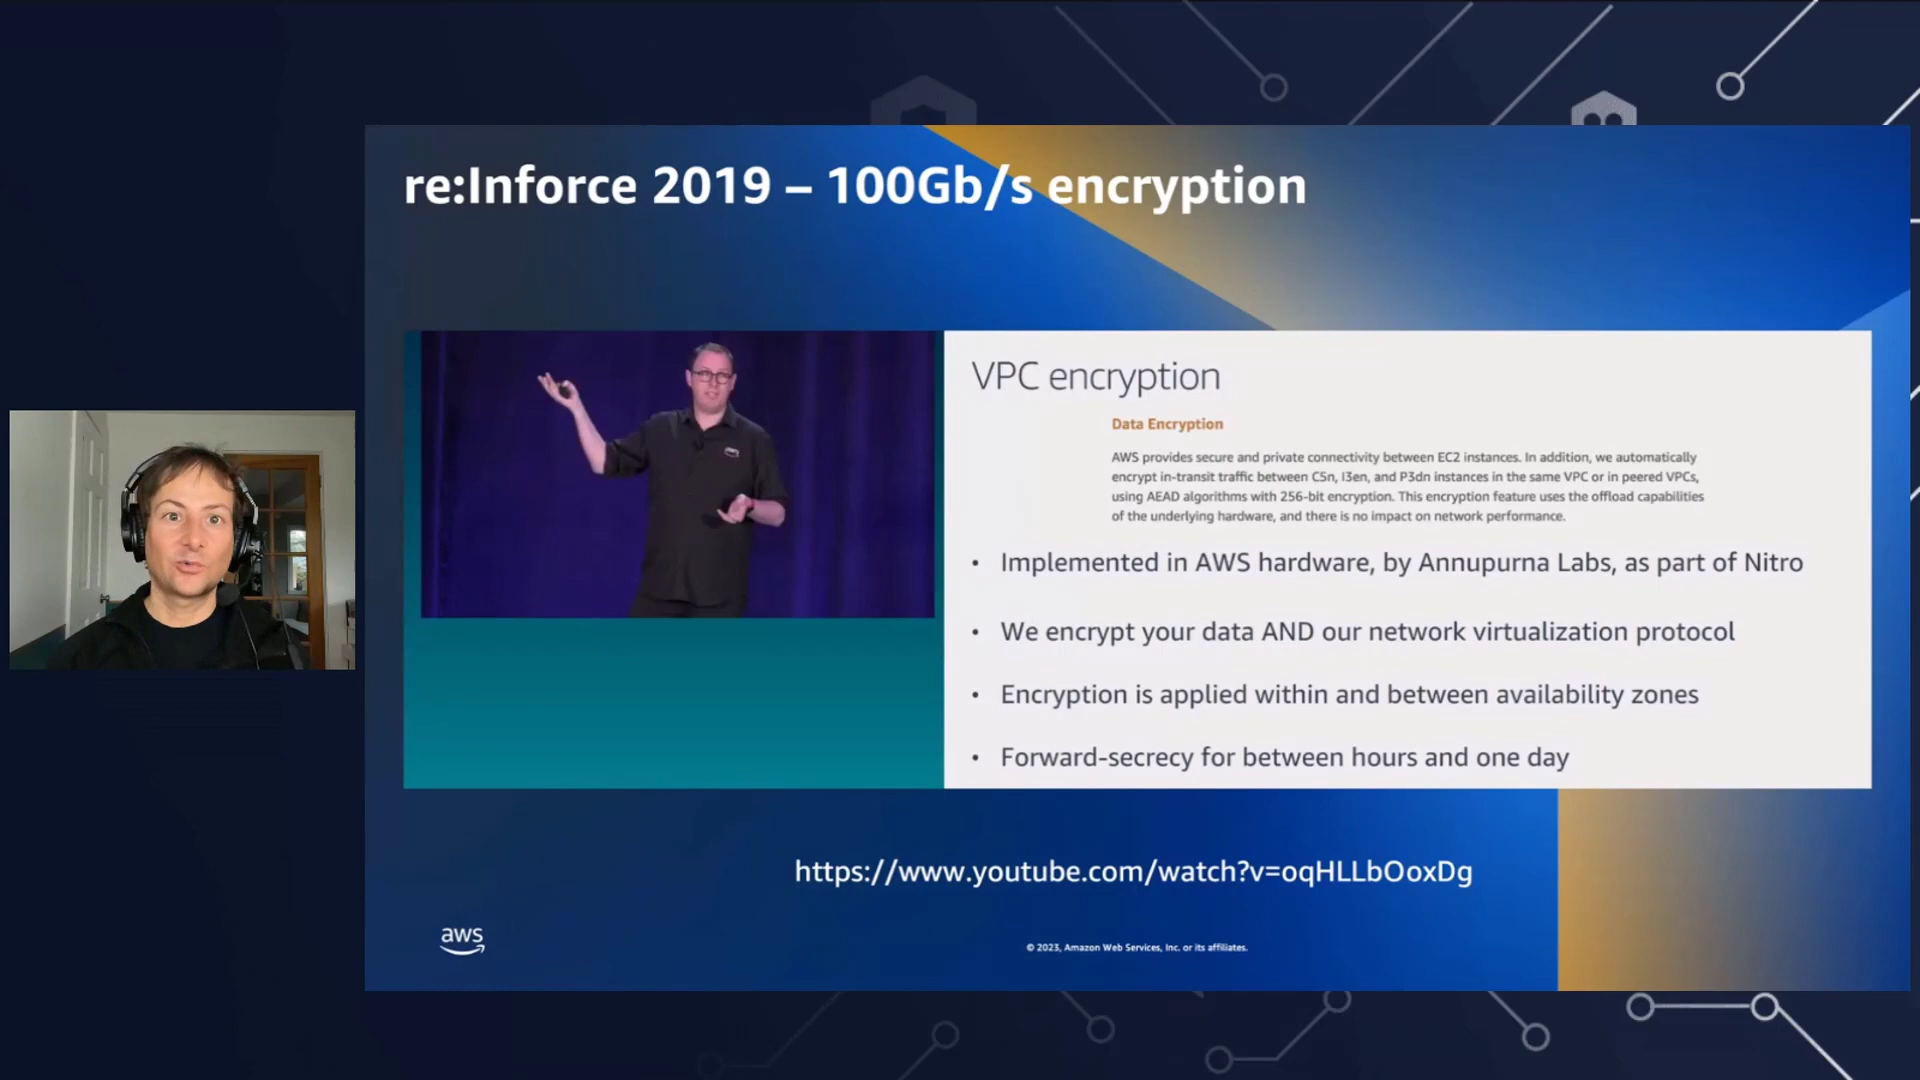 re:Inforce 2019 – 100Gb/s encryption
VPC encryption
Data Encryption
AWS provides secure and private connectivity between EC2 instances. In addition, we automatically
encrypt in-transit traffic between C5n, I3en, and P3dn instances in the same VPC or in peered VPCs,
using AEAD algorithms with 256-bit encryption. This encryption feature uses the offload capabilities
of the underlying hardware, and there is no impact on network performance.
• Implemented in AWS hardware, by Annupurna Labs, as part of Nitro
• We encrypt your data AND our network virtualization protocol
• Encryption is applied within and between availability zones
• Forward-secrecy for between hours and one day
https://www.youtube.com/watch?v=oqHLLbOoxDg
aws
© 2023, Amazon Web Services, Inc. or its affiliates.